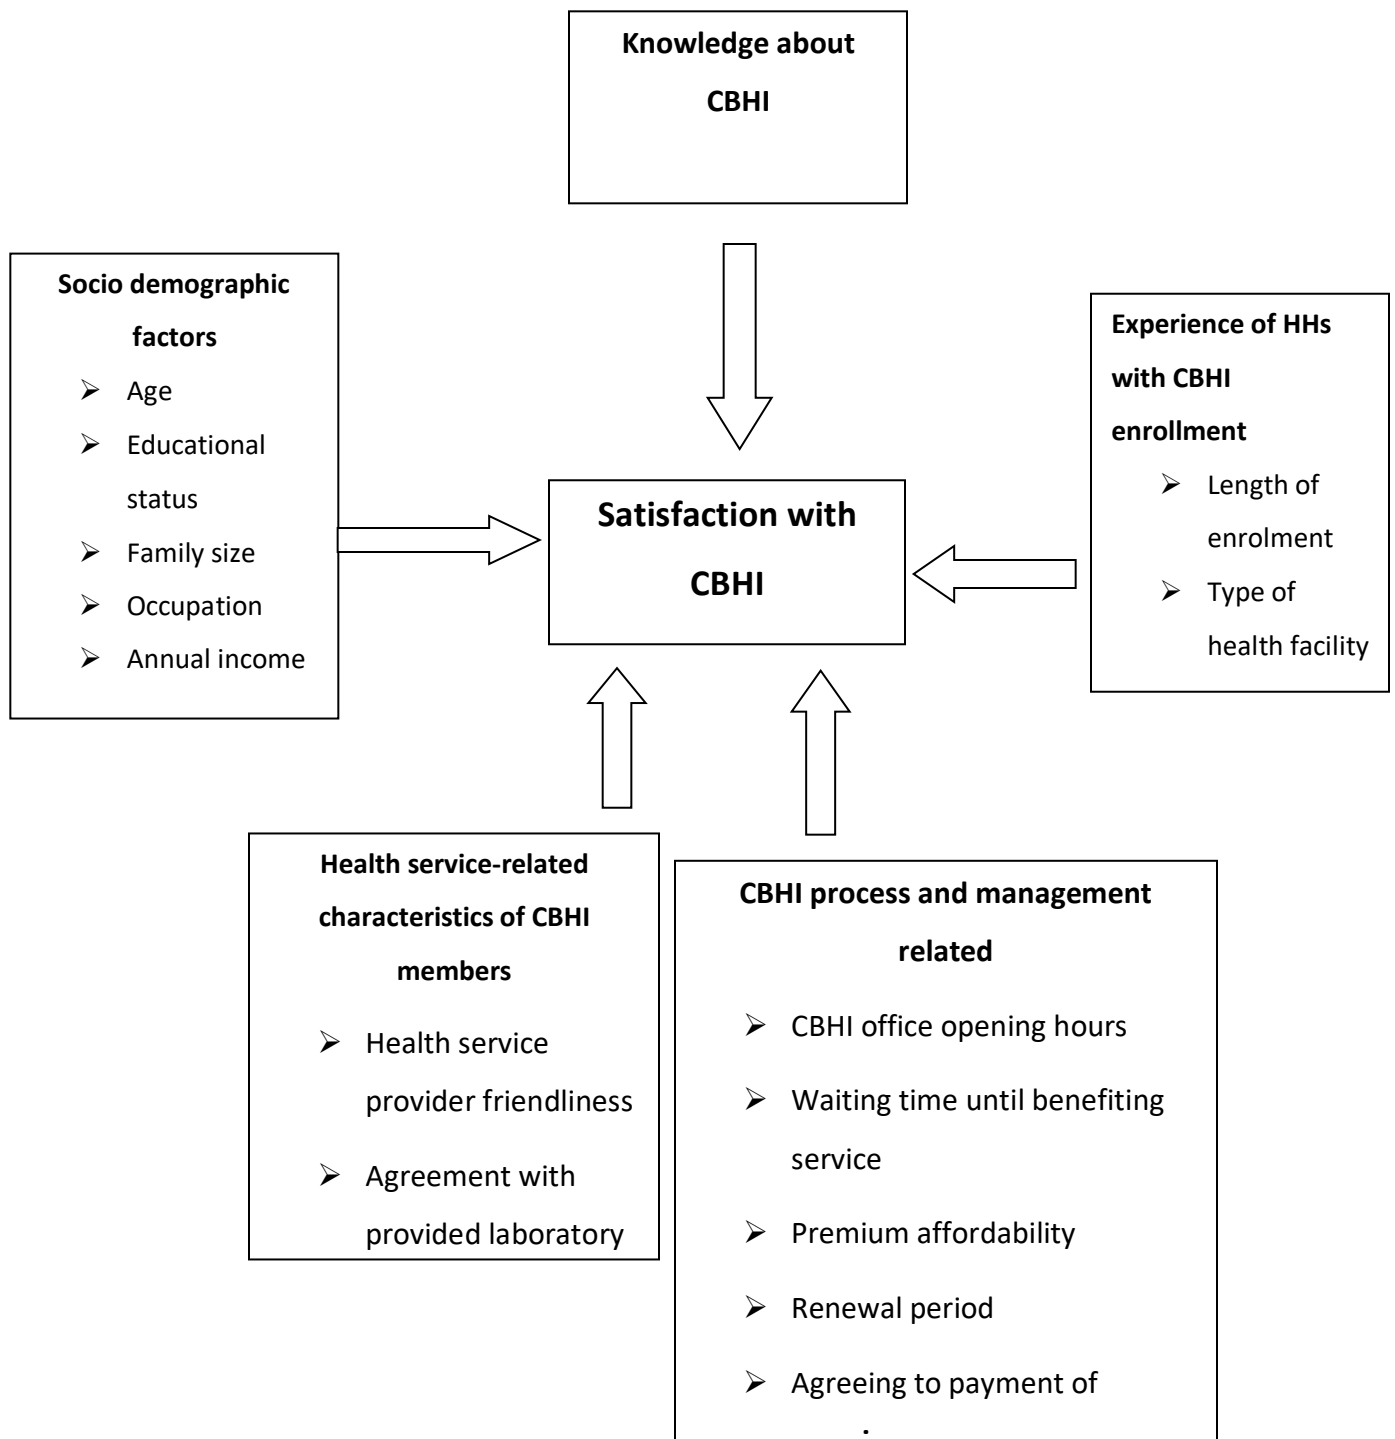 Knowledge about
CBHI
Socio demographic
factors
➢ Age
➢ Educational
status
➢ Family size
➢ Occupation
➢ Annual income
Experience of HHs
with CBHI
enrollment
➢ Length of
enrolment
➢ Type of
health facility
Satisfaction with
CBHI
Health service-related
characteristics of CBHI
members
➢ Health service
provider friendliness
➢ Agreement with
provided laboratory
CBHI process and management
related
➢ CBHI office opening hours
➢ Waiting time until benefiting
service
➢ Premium affordability
➢ Renewal period
➢ Agreeing to payment of